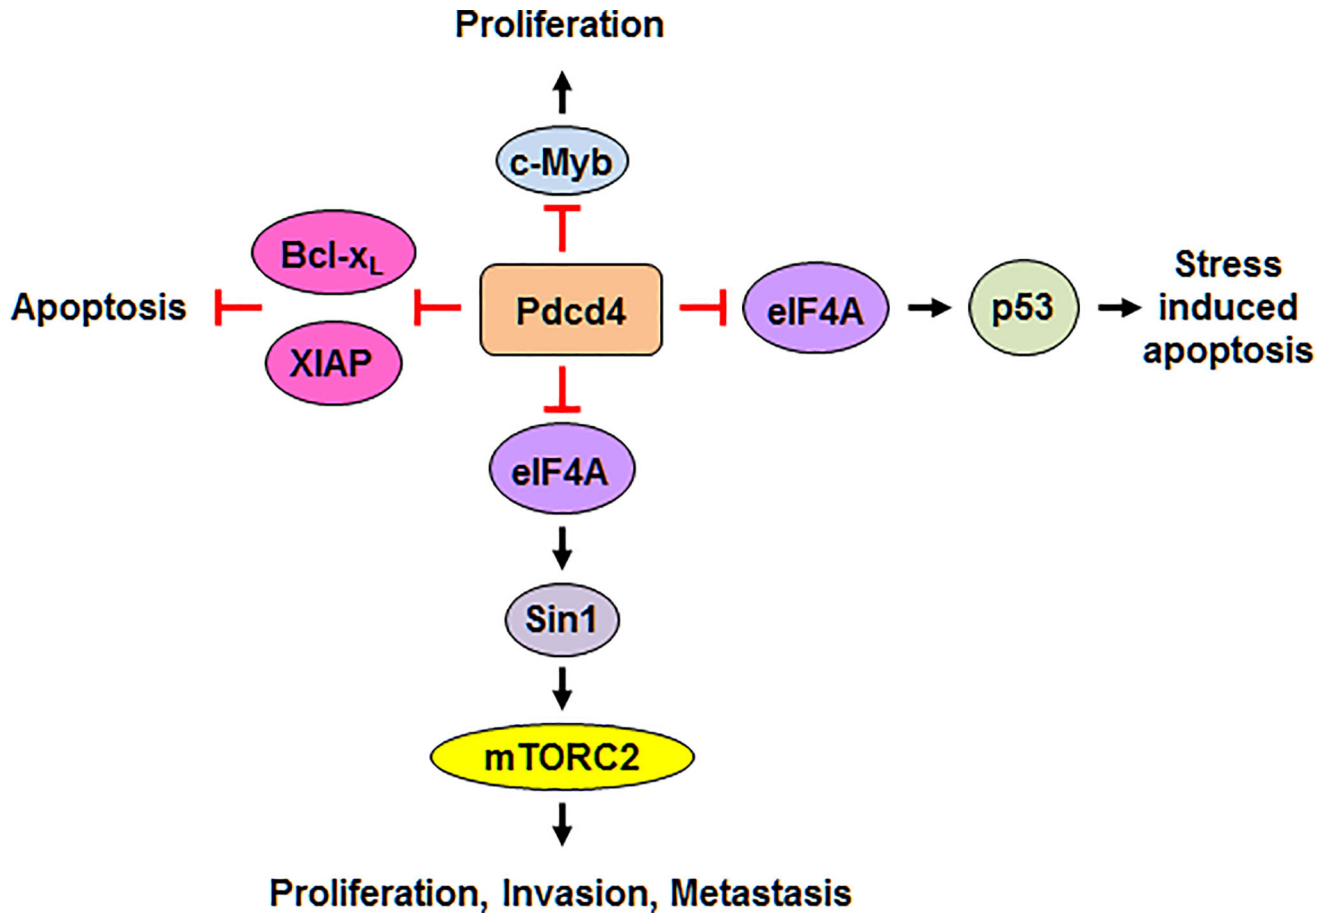 Proliferation
c-Myb
Bcl-xL
Apoptosis
XIAP
Pdcd4
eIF4A
p53
Stress
induced
apoptosis
eIF4A
Sin1
mTORC2
Proliferation, Invasion, Metastasis